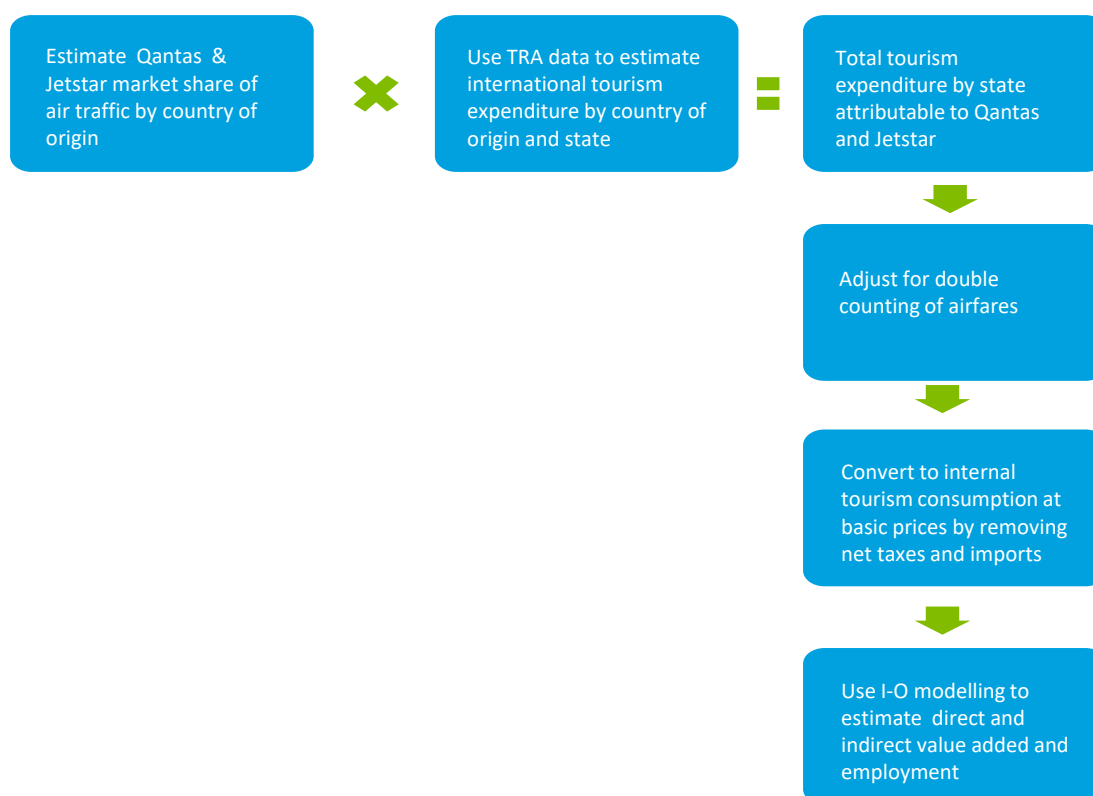 Estimate Qantas &
Jetstar market share of
air traffic by country of
origin
Use TRA data to estimate
international tourism
expenditure by country of
origin and state
Total tourism
expenditure by state
attributable to Qantas
and Jetstar
Adjust for double
counting of airfares
Convert to internal
tourism consumption at
basic prices by removing
net taxes and imports
Use I-O modelling to
estimate direct and
indirect value added and
employment